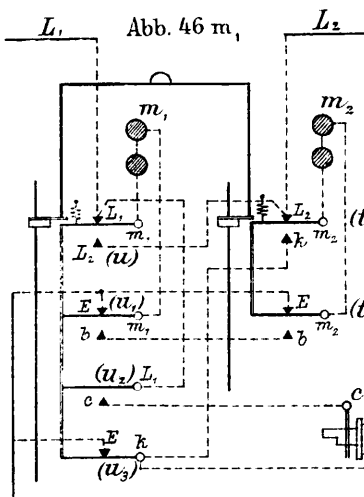 L₁ Abb. 46 m₁ L₂
m₁ m₂
L₁ L₂
m₁ m₂
L₂ (u) k (t
E (u₁) E (t
m₁ m₂
b b
(u₂) L₁
c c
E k
(u₃)